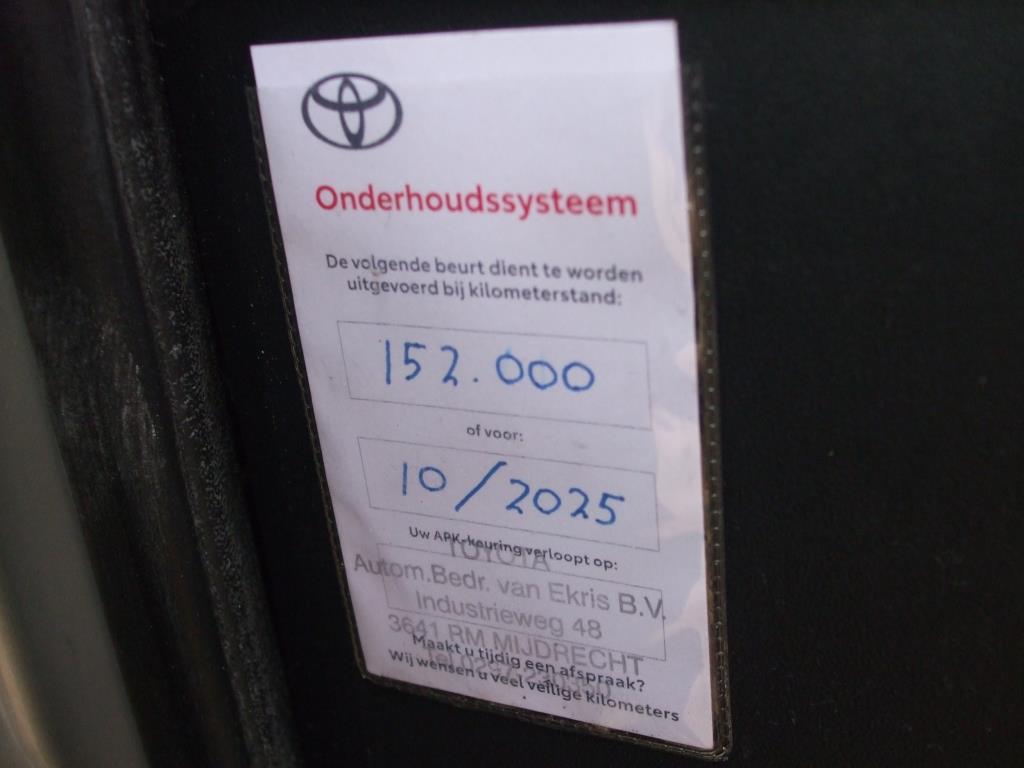 Onderhoudssysteem
De volgende beurt dient te worden
uitgevoerd bij kilometerstand:
152.000
of voor:
10/2025
Uw APK-keuring verloopt op:
TOYOTA
Autom.Bedr. van Ekris B.V.
Industrieweg 48
3641 RM MIJDRECHT
Maakt u tijdig een afspraak?
Wij wensen u veel veilige kilometers